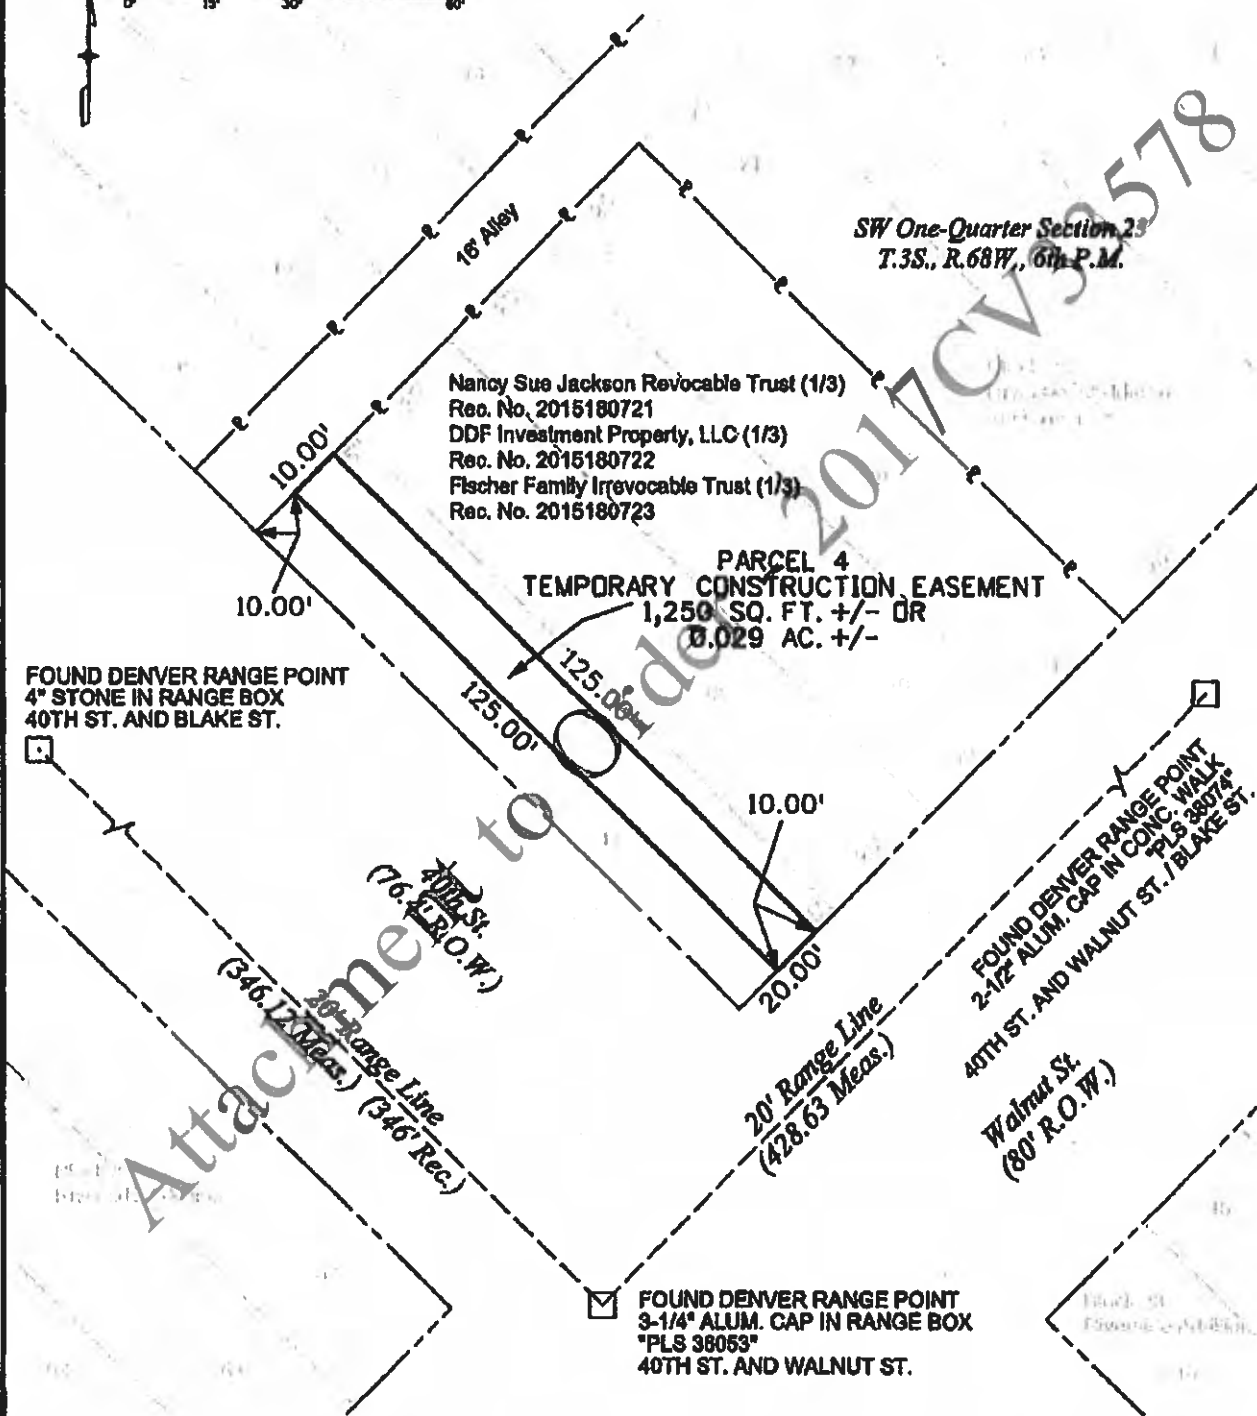 0' 15' 30' 60'
16' Alley
SW One-Quarter Section 23
T.3S., R.68W., 6th P.M.
Nancy Sue Jackson Revocable Trust (1/3)
Rec. No. 2015180721
DDF Investment Property, LLC (1/3)
Rec. No. 2015180722
Fischer Family Irrevocable Trust (1/3)
Rec. No. 2015180723
10.00'
10.00'
PARCEL 4
TEMPORARY CONSTRUCTION EASEMENT
1,250 SQ. FT. +/- OR
0.029 AC. +/-
125.00'
125.00'
FOUND DENVER RANGE POINT
4" STONE IN RANGE BOX
40TH ST. AND BLAKE ST.
10.00'
20.00'
40th St.
R.O.W.)
20' Range Line
(346.12 Meas.) (346' Rec.)
20' Range Line
(428.63 Meas.)
FOUND DENVER RANGE POINT
2-1/2" ALUM. CAP IN CONC. WALK
"PLS 38074"
40TH ST. AND WALNUT ST. / BLAKE ST.
Walnut St.
(80' R.O.W.)
FOUND DENVER RANGE POINT
3-1/4" ALUM. CAP IN RANGE BOX
"PLS 36053"
40TH ST. AND WALNUT ST.
Attachment to Order 2017CV33578